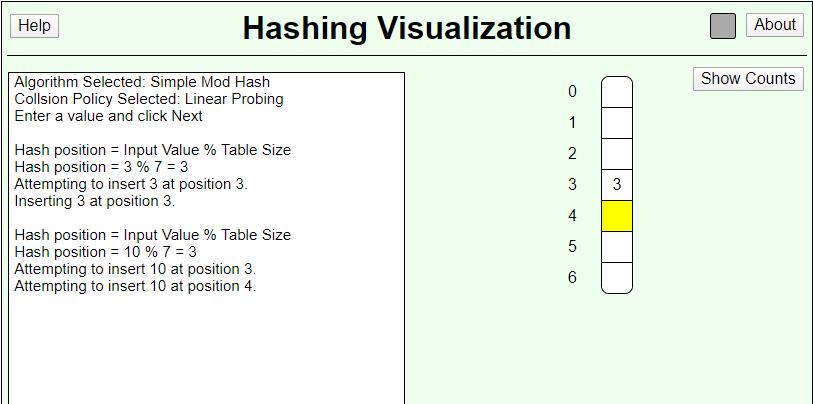 Help
Hashing Visualization
About
Show Counts
Algorithm Selected: Simple Mod Hash
Collsion Policy Selected: Linear Probing
Enter a value and click Next
Hash position = Input Value % Table Size
Hash position = 3 % 7 = 3
Attempting to insert 3 at position 3.
Inserting 3 at position 3.
Hash position = Input Value % Table Size
Hash position = 10 % 7 = 3
Attempting to insert 10 at position 3.
Attempting to insert 10 at position 4.
0
1
2
3 3
4
5
6